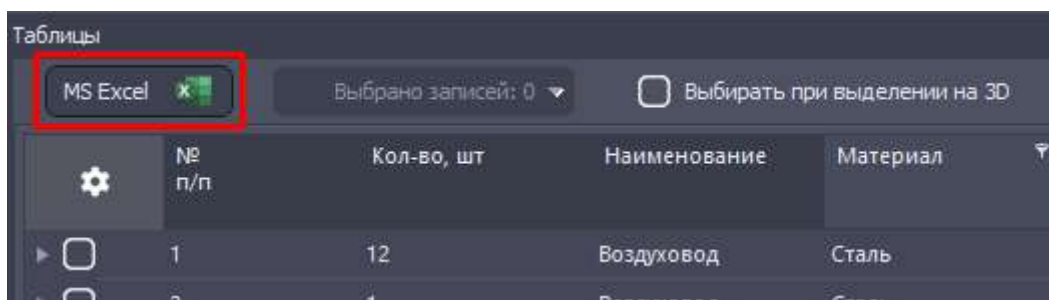 Таблицы
MS Excel Выбрано записей: 0 Выбирать при выделении на 3D
№ п/п Кол-во, шт Наименование Материал
1 12 Воздуховод Сталь